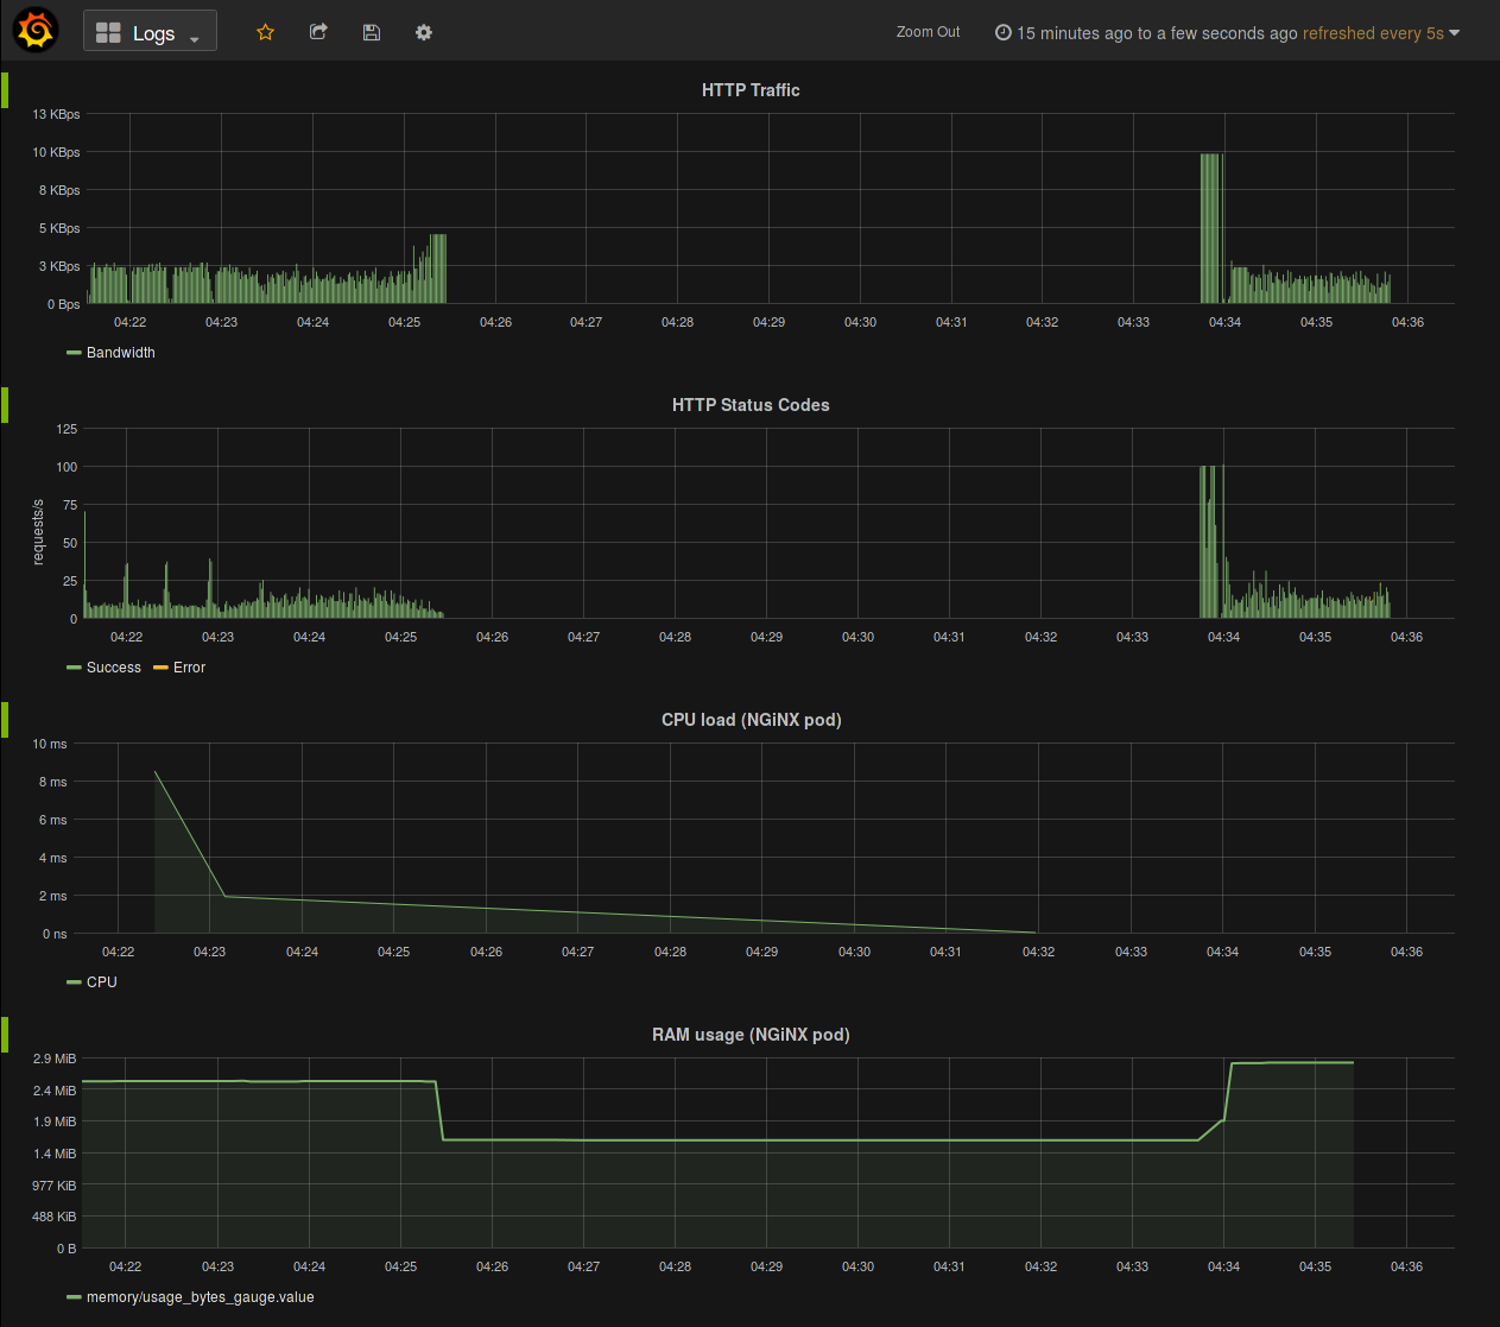 Logs
Zoom Out
15 minutes ago to a few seconds ago refreshed every 5s
HTTP Traffic
13 KBps
10 KBps
8 KBps
5 KBps
3 KBps
0 Bps
04:22 04:23 04:24 04:25 04:26 04:27 04:28 04:29 04:30 04:31 04:32 04:33 04:34 04:35 04:36
Bandwidth
HTTP Status Codes
requests/s
125
100
75
50
25
0
04:22 04:23 04:24 04:25 04:26 04:27 04:28 04:29 04:30 04:31 04:32 04:33 04:34 04:35 04:36
Success Error
CPU load (NGiNX pod)
10 ms
8 ms
6 ms
4 ms
2 ms
0 ns
04:22 04:23 04:24 04:25 04:26 04:27 04:28 04:29 04:30 04:31 04:32 04:33 04:34 04:35 04:36
CPU
RAM usage (NGiNX pod)
2.9 MiB
2.4 MiB
1.9 MiB
1.4 MiB
977 KiB
488 KiB
0 B
04:22 04:23 04:24 04:25 04:26 04:27 04:28 04:29 04:30 04:31 04:32 04:33 04:34 04:35 04:36
memory/usage_bytes_gauge.value